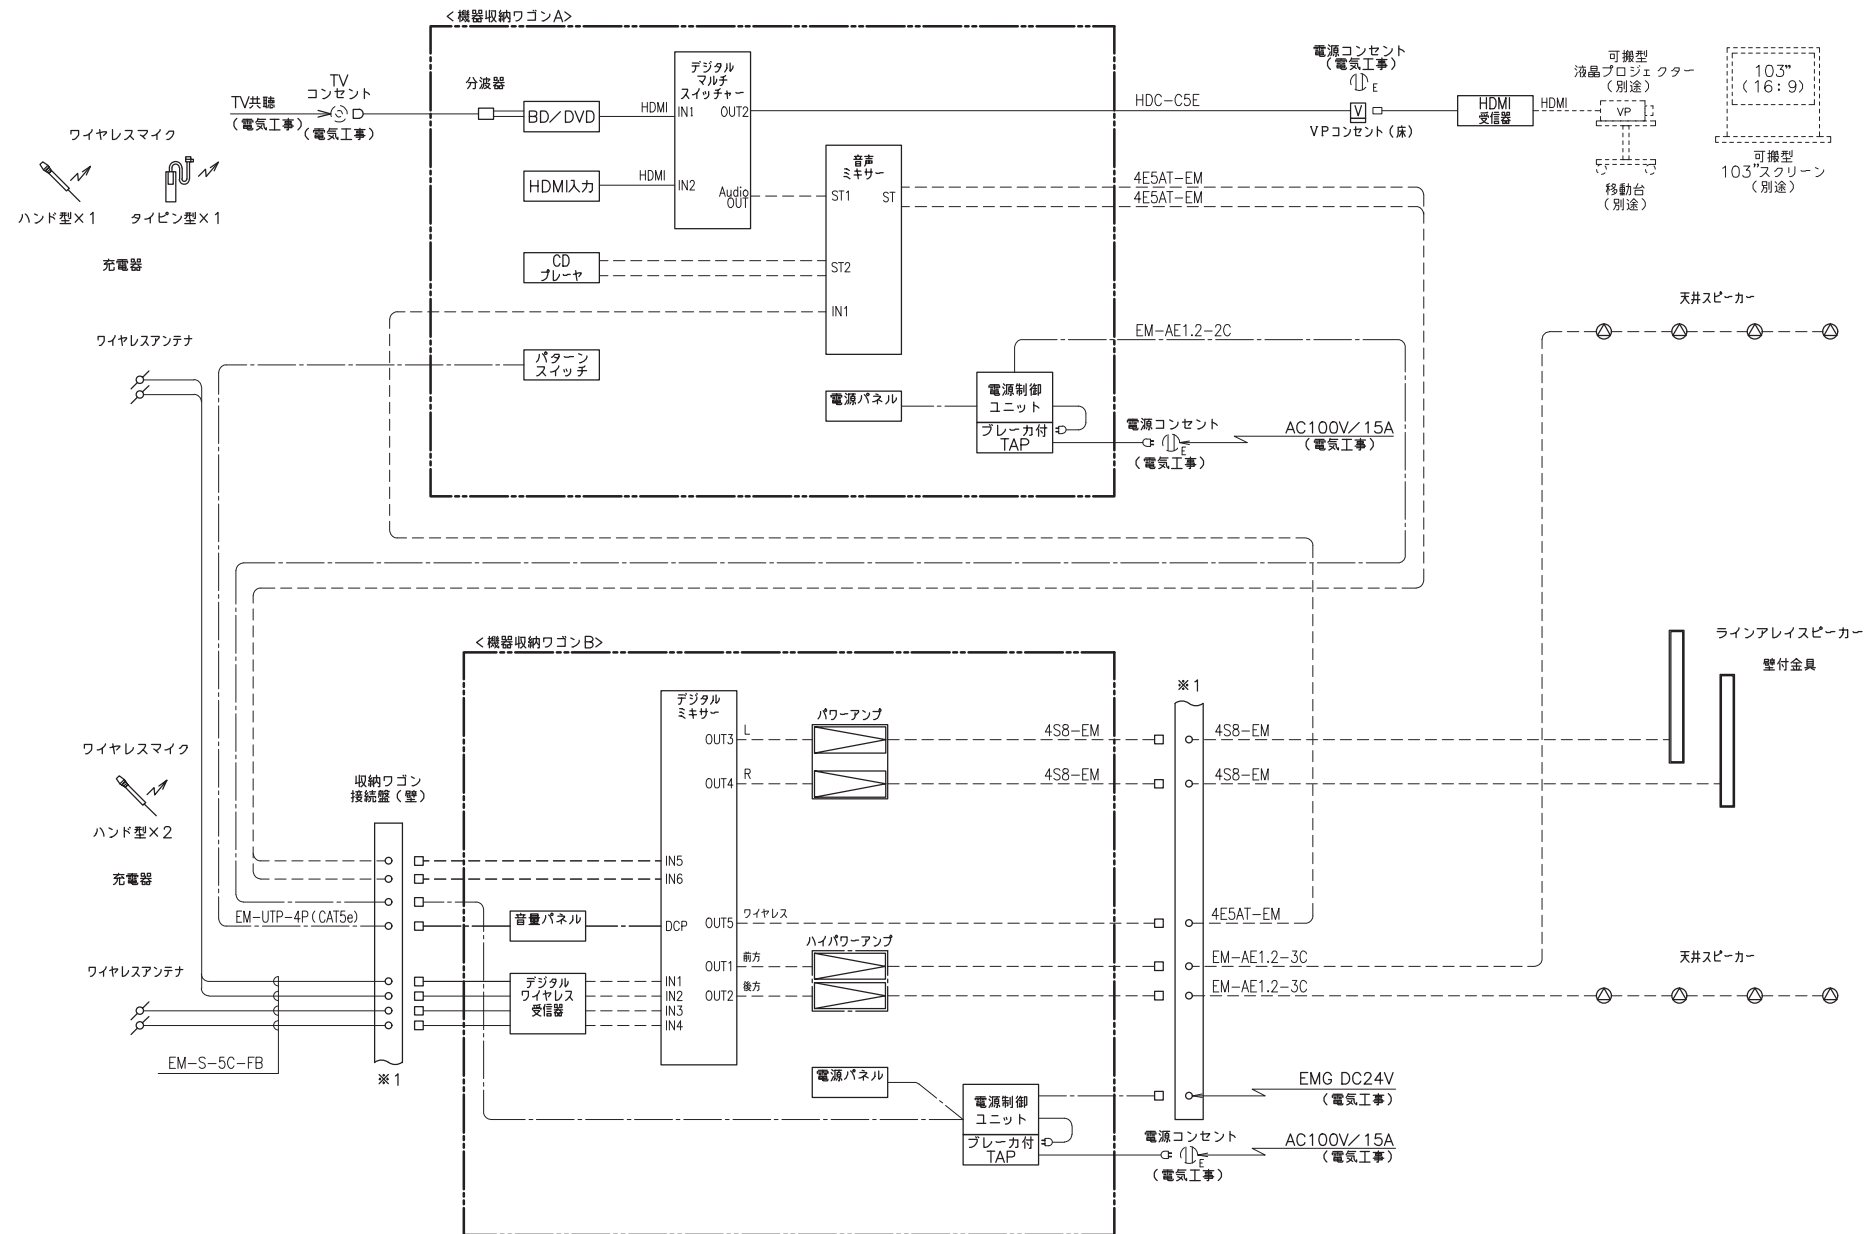 <機器収納ワゴンA>
TV
コンセント
TV共聴
（電気工事）
（電気工事）
分波器
BD／DVD
HDMI
デジタル
マルチ
スイッチャー
IN1
OUT2
HDMI入力
HDMI
IN2
Audio
OUT
音声
ミキサー
ST1
ST
CD
プレーヤ
ST2
IN1
パターン
スイッチ
電源パネル
電源制御
ユニット
ブレーカ付
TAP
HDC-C5E
4E5AT-EM
4E5AT-EM
EM-AE1.2-2C
電源コンセント
E
（電気工事）
AC100V／15A
（電気工事）
電源コンセント
（電気工事）
E
V
VPコンセント（床）
HDMI
受信器
HDMI
可搬型
液晶プロジェクター
（別途）
VP
移動台
（別途）
103”
（16：9）
可搬型
103”スクリーン
（別途）
ワイヤレスマイク
ハンド型×1
タイピン型×1
充電器
ワイヤレスアンテナ
天井スピーカー
<機器収納ワゴンB>
ラインアレイスピーカー
壁付金具
ワイヤレスマイク
ハンド型×2
充電器
ワイヤレスアンテナ
EM-S-5C-FB
収納ワゴン
接続盤（壁）
EM-UTP-4P(CAT5e)
※1
音量パネル
デジタル
ワイヤレス
受信器
デジタル
ミキサー
OUT3
OUT4
IN5
IN6
DCP
OUT5
OUT1
OUT2
IN1
IN2
IN3
IN4
L
R
ワイヤレス
前方
後方
パワーアンプ
ハイパワーアンプ
4S8-EM
4S8-EM
※1
4S8-EM
4S8-EM
4E5AT-EM
EM-AE1.2-3C
EM-AE1.2-3C
天井スピーカー
電源パネル
電源制御
ユニット
ブレーカ付
TAP
EMG DC24V
（電気工事）
電源コンセント
E
（電気工事）
AC100V／15A
（電気工事）